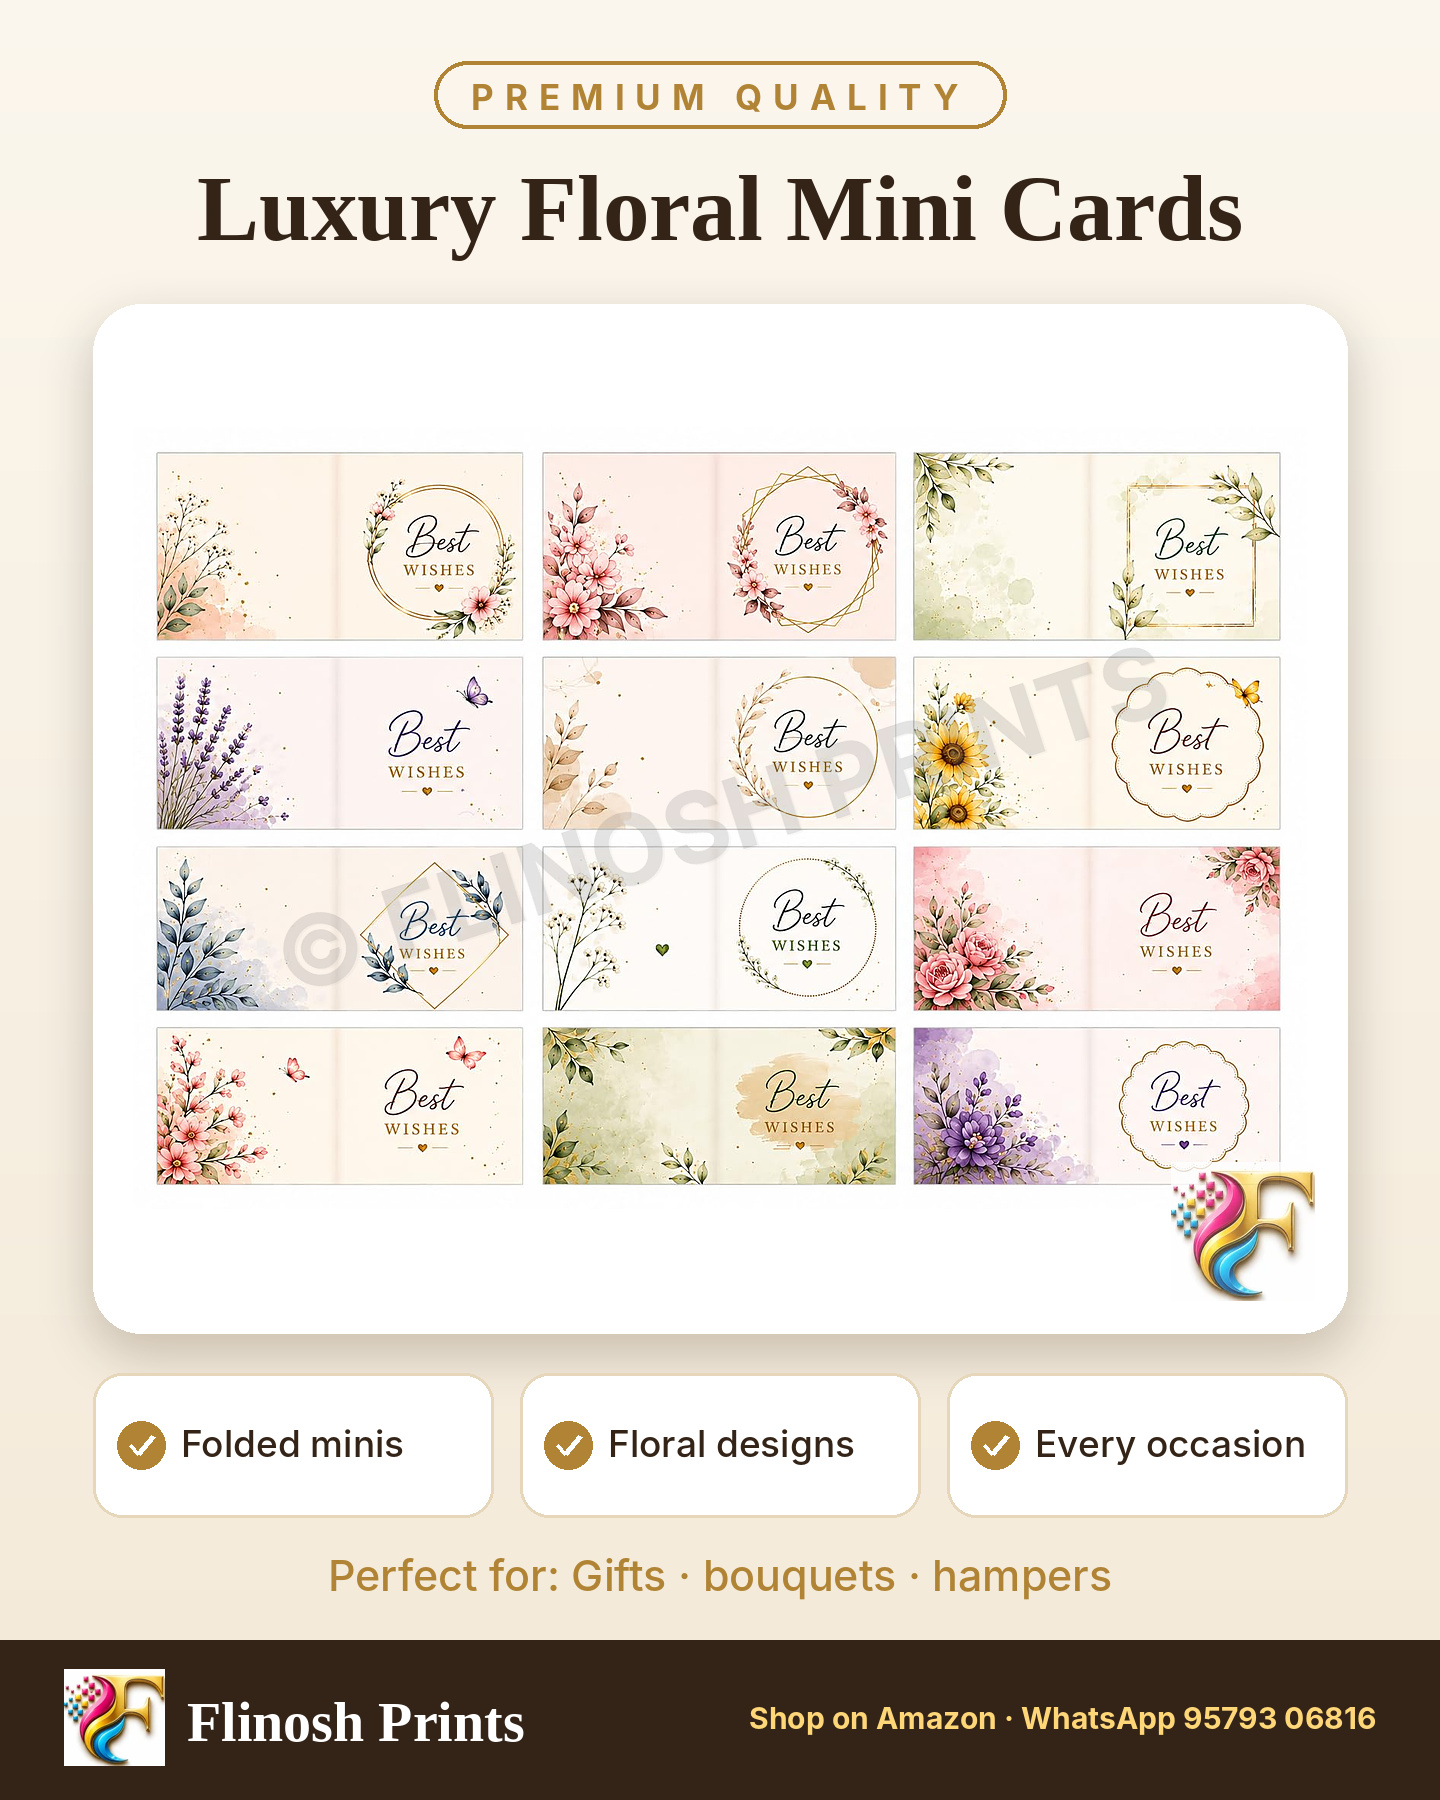 PREMIUM QUALITY
Luxury Floral Mini Cards
Best
WISHES
Best
WISHES
Best
WISHES
Best
WISHES
Best
WISHES
Best
WISHES
Best
WISHES
Best
WISHES
Best
WISHES
Best
WISHES
Best
WISHES
Best
WISHES
© FLINOSH PRINTS
F
Folded minis
Floral designs
Every occasion
Perfect for: Gifts · bouquets · hampers
F
Flinosh Prints
Shop on Amazon · WhatsApp 95793 06816